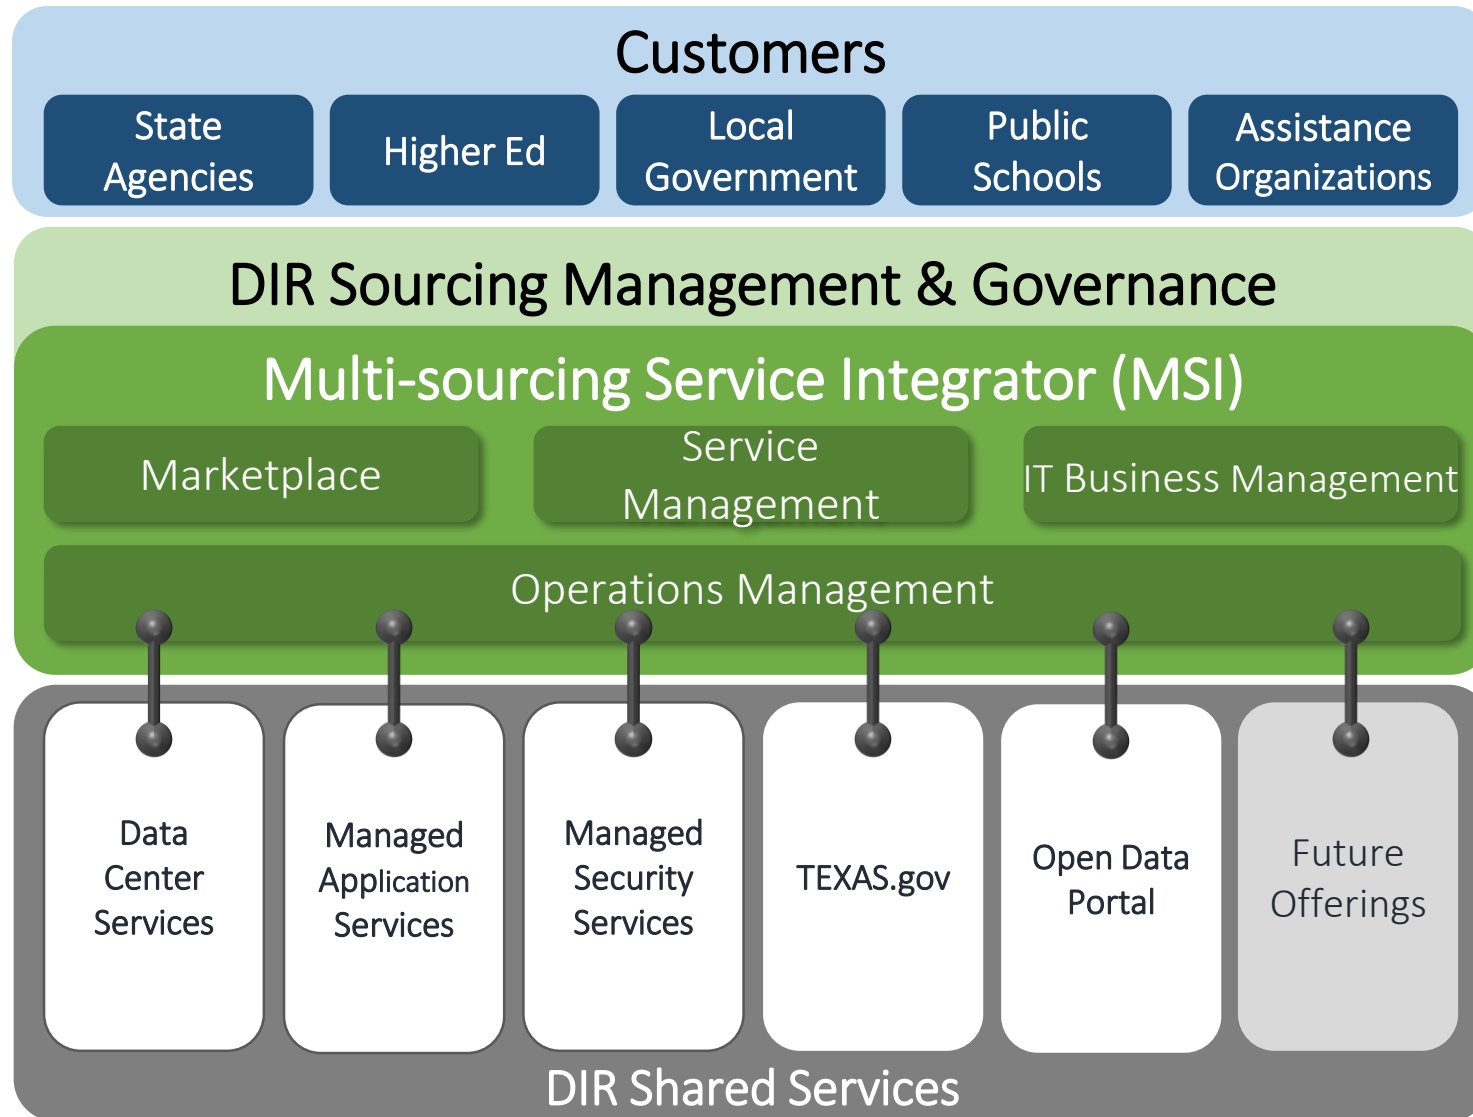 Customers
State
Agencies
Higher Ed
Local
Government
Public
Schools
Assistance
Organizations
DIR Sourcing Management & Governance
Multi-sourcing Service Integrator (MSI)
Marketplace
Service
Management
IT Business Management
Operations Management
Data
Center
Services
Managed
Application
Services
Managed
Security
Services
TEXAS.gov
Open Data
Portal
Future
Offerings
DIR Shared Services